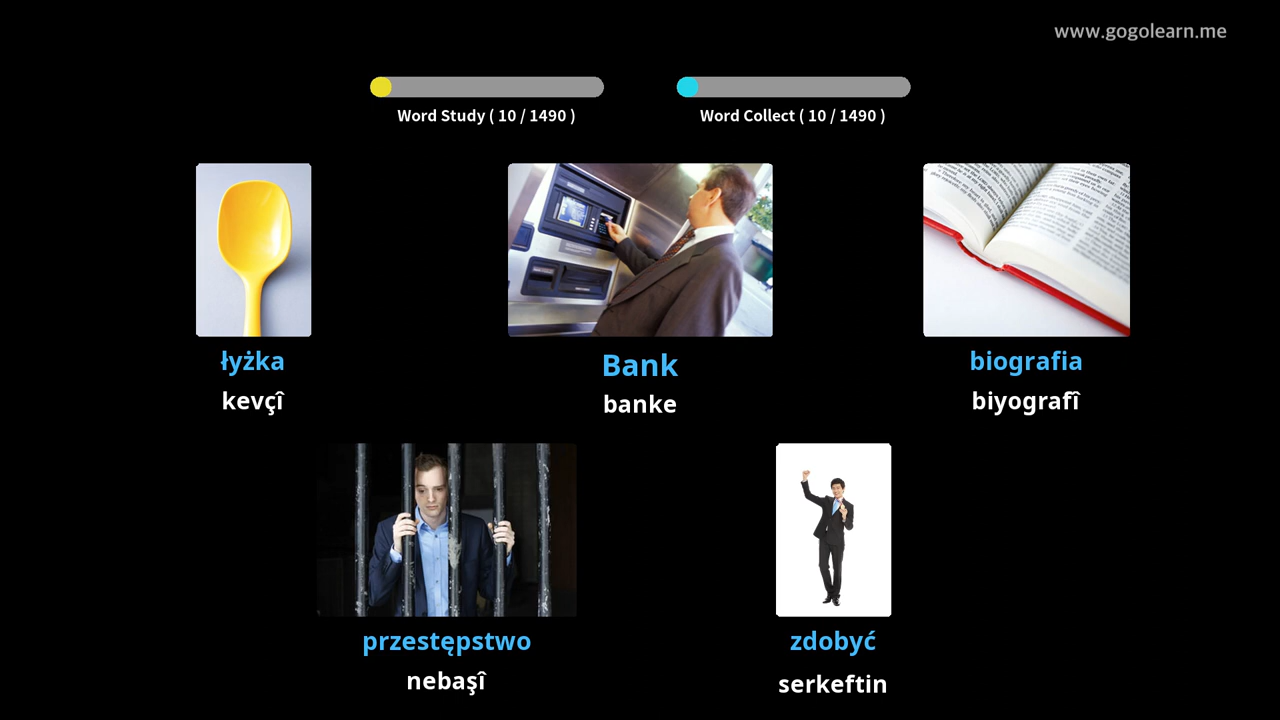 www.gogolearn.me
Word Study ( 10 / 1490 )
Word Collect ( 10 / 1490 )
łyżka
kevçî
Bank
banke
biografia
biyografî
przestępstwo
nebaşî
zdobyć
serkeftin